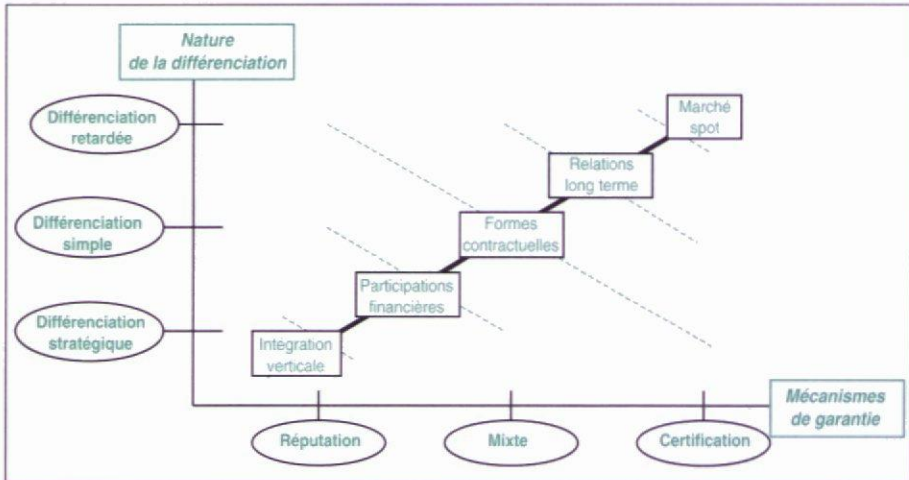 Nature
de la différenciation
Différenciation
retardée
Marché
spot
Relations
long terme
Différenciation
simple
Formes
contractuelles
Participations
financières
Différenciation
stratégique
Intégration
verticale
Mécanismes
de garantie
Réputation
Mixte
Certification